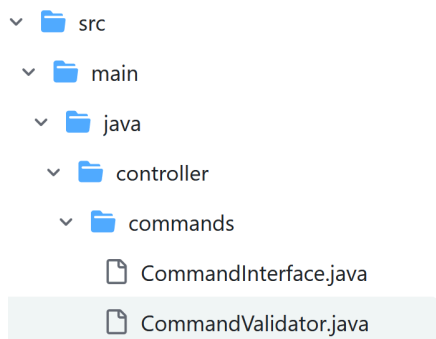 src
main
java
controller
commands
CommandInterface.java
CommandValidator.java